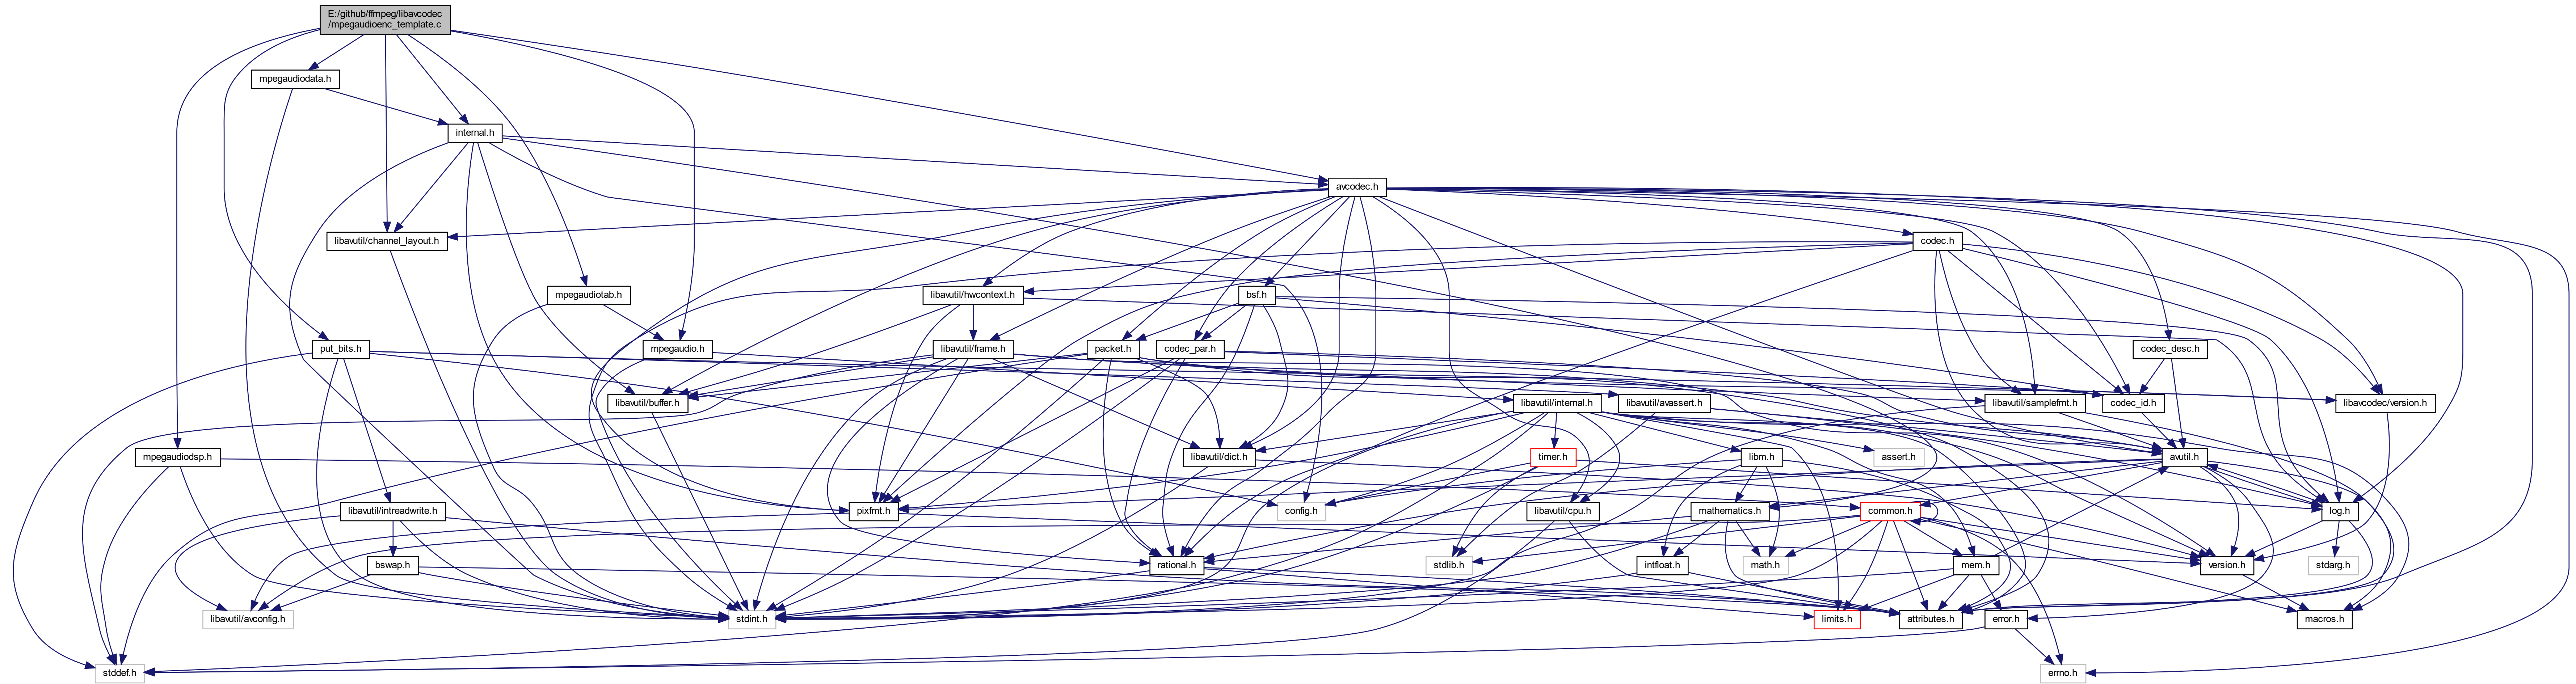 E:/github/ffmpeg/libavcodec
/mpegaudioenc_template.c
mpegaudiodata.h
internal.h
avcodec.h
libavutil/channel_layout.h
codec.h
mpegaudiotab.h
libavutil/hwcontext.h
bsf.h
put_bits.h
mpegaudio.h
libavutil/frame.h
packet.h
codec_par.h
codec_desc.h
libavutil/buffer.h
libavutil/internal.h
libavutil/avassert.h
libavutil/samplefmt.h
codec_id.h
libavcodec/version.h
mpegaudiodsp.h
libavutil/dict.h
timer.h
libm.h
assert.h
avutil.h
libavutil/intreadwrite.h
pixfmt.h
config.h
libavutil/cpu.h
mathematics.h
common.h
log.h
bswap.h
rational.h
stdlib.h
intfloat.h
math.h
mem.h
version.h
stdarg.h
libavutil/avconfig.h
stdint.h
limits.h
attributes.h
error.h
macros.h
stddef.h
errno.h